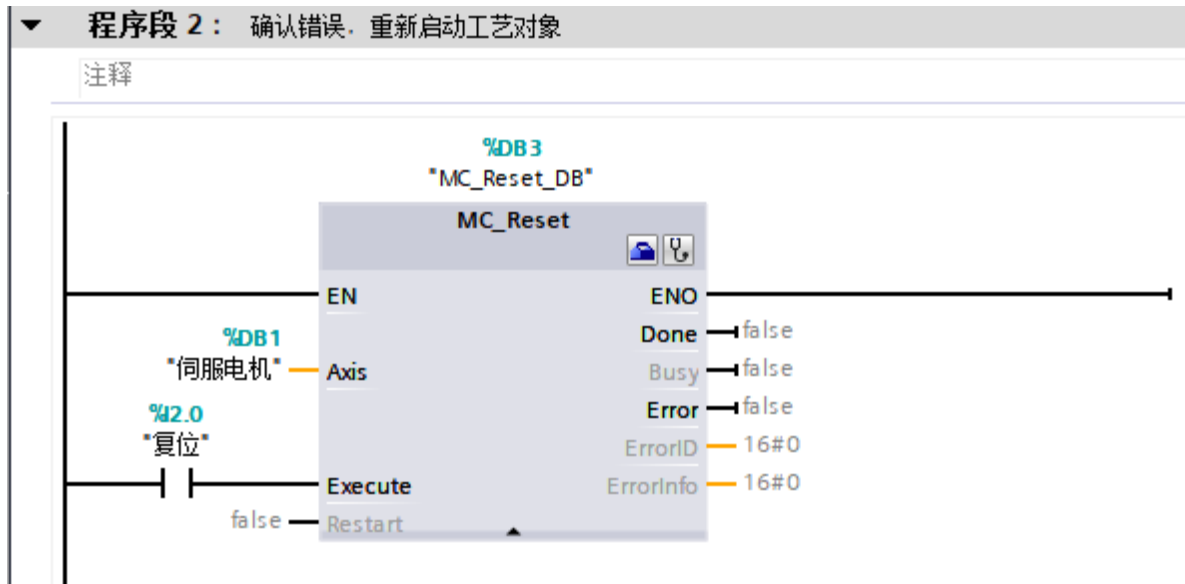 程序段 2： 确认错误，重新启动工艺对象
注释
%DB3
"MC_Reset_DB"
MC_Reset
EN
ENO
%DB1
"伺服电机"
Axis
Done
false
Busy
false
%I2.0
"复位"
Error
false
ErrorID
16#0
Execute
ErrorInfo
16#0
false
Restart